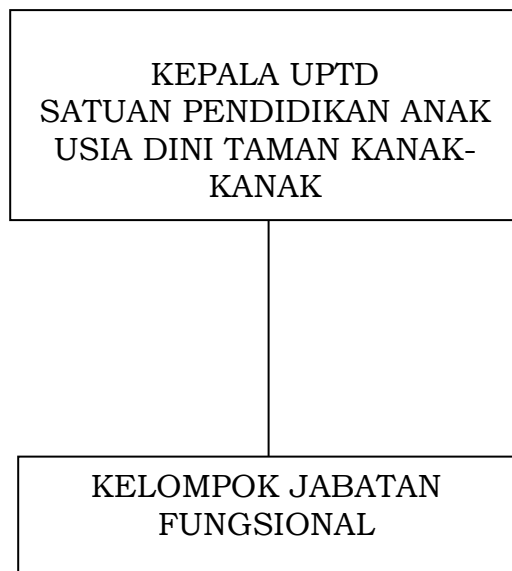 KEPALA UPTD
SATUAN PENDIDIKAN ANAK
USIA DINI TAMAN KANAK-
KANAK
KELOMPOK JABATAN
FUNGSIONAL